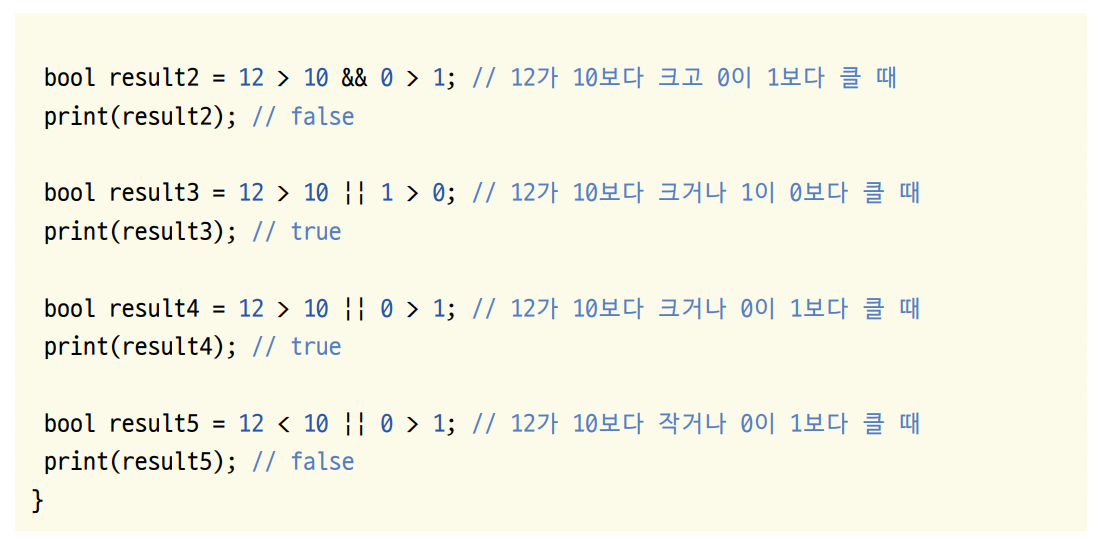 bool result2 = 12 > 10 && 0 > 1; // 12가 10보다 크고 0이 1보다 클 때
print(result2); // false
bool result3 = 12 > 10 || 1 > 0; // 12가 10보다 크거나 1이 0보다 클 때
print(result3); // true
bool result4 = 12 > 10 || 0 > 1; // 12가 10보다 크거나 0이 1보다 클 때
print(result4); // true
bool result5 = 12 < 10 || 0 > 1; // 12가 10보다 작거나 0이 1보다 클 때
print(result5); // false
}